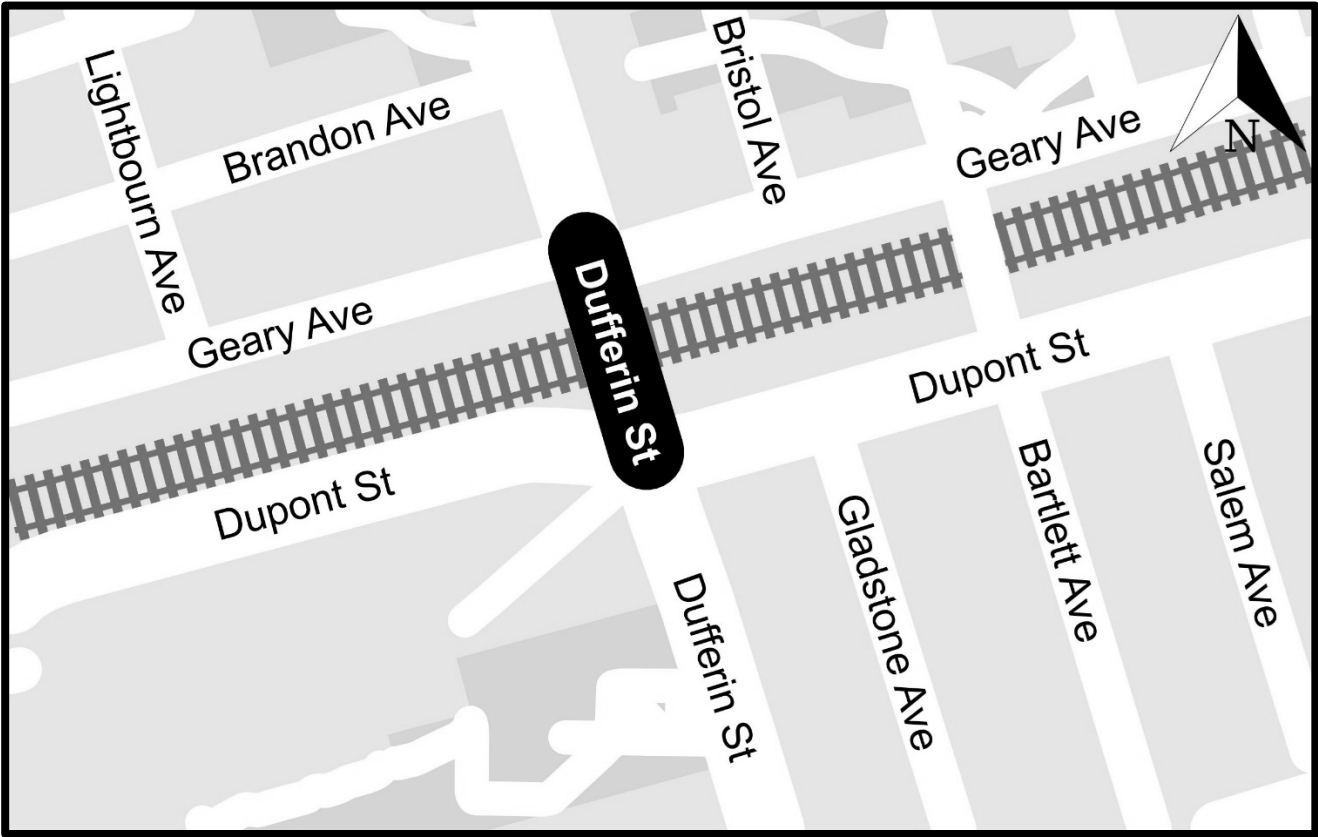 Lightbourn Ave
Brandon Ave
Bristol Ave
Geary Ave
N
Geary Ave
Dufferin St
Dupont St
Dupont St
Dufferin St
Gladstone Ave
Bartlett Ave
Salem Ave